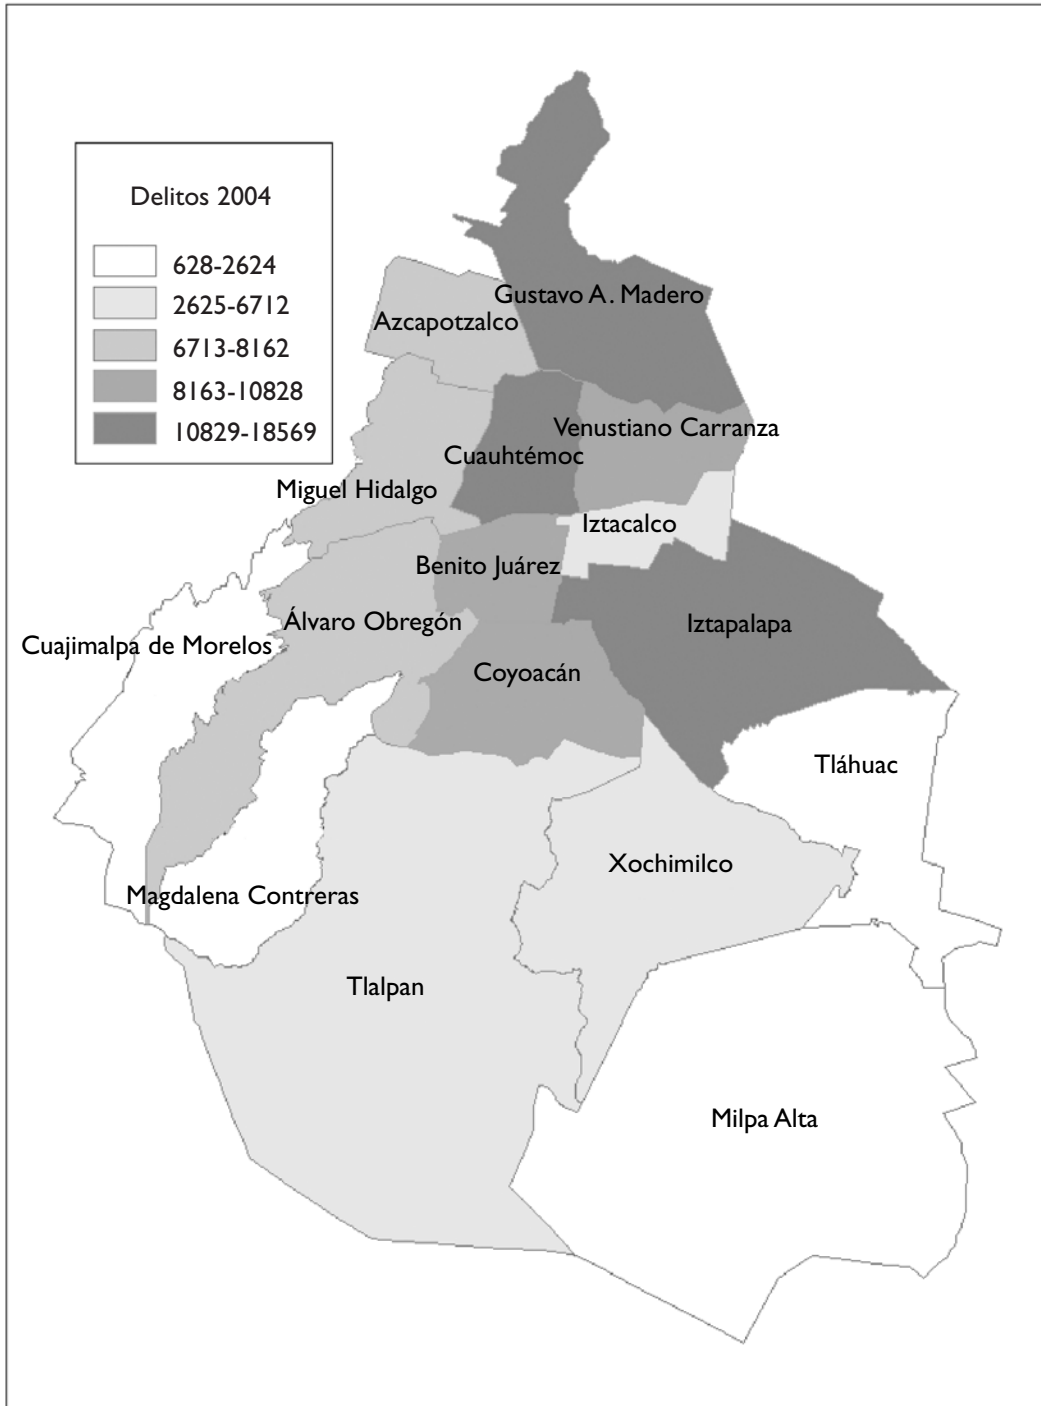 Delitos 2004
628-2624
2625-6712
6713-8162
8163-10828
10829-18569
Gustavo A. Madero
Azcapotzalco
Venustiano Carranza
Cuauhtémoc
Miguel Hidalgo
Iztacalco
Benito Juárez
Álvaro Obregón
Iztapalapa
Cuajimalpa de Morelos
Coyoacán
Tláhuac
Xochimilco
Magdalena Contreras
Tlalpan
Milpa Alta